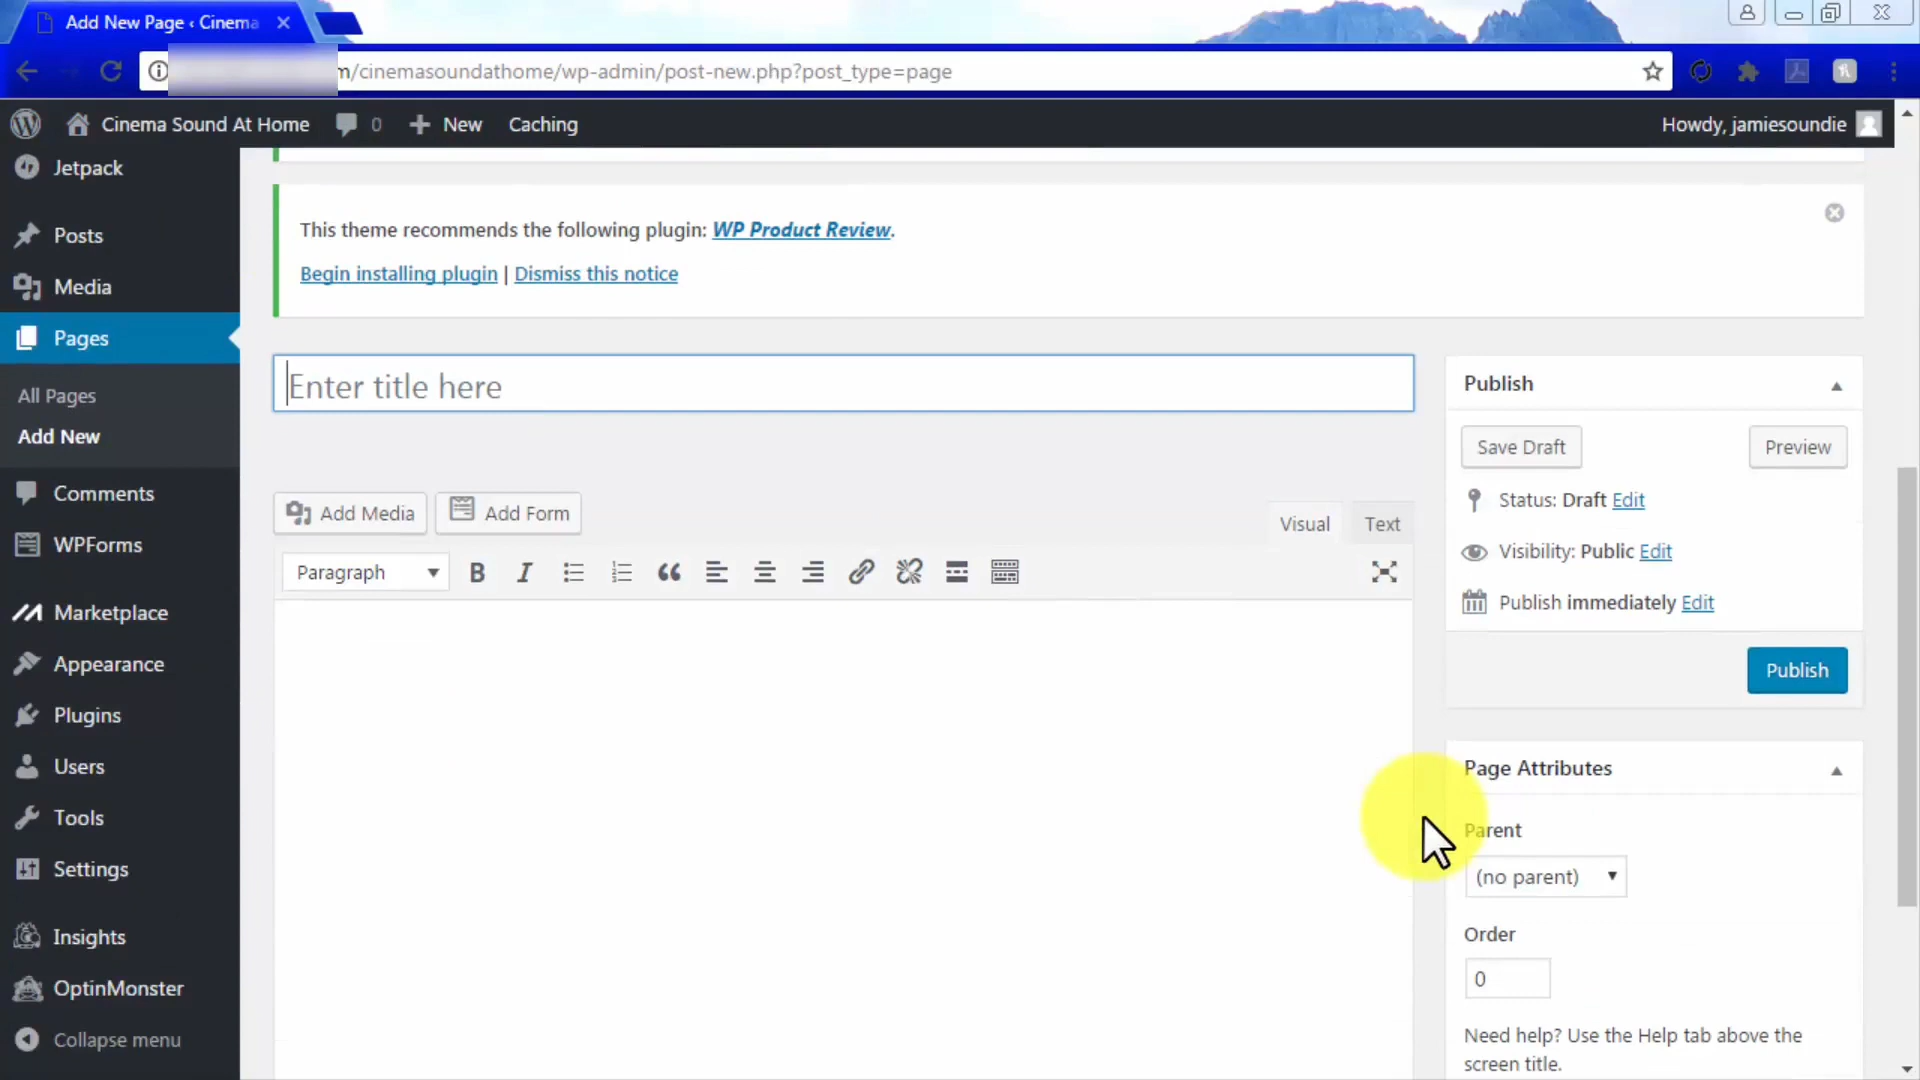 Add New Page ‹ Cinema
m/cinemasoundathome/wp-admin/post-new.php?post_type=page
Cinema Sound At Home 0 New Caching Howdy, jamiesoundie
Jetpack
Posts
Media
Pages
All Pages
Add New
Comments
WPForms
Marketplace
Appearance
Plugins
Users
Tools
Settings
Insights
OptinMonster
Collapse menu
This theme recommends the following plugin: WP Product Review.
Begin installing plugin | Dismiss this notice
Enter title here
Add Media Add Form Visual Text
Paragraph
Publish
Save Draft Preview
Status: Draft Edit
Visibility: Public Edit
Publish immediately Edit
Publish
Page Attributes
Parent
(no parent)
Order
0
Need help? Use the Help tab above the
screen title.